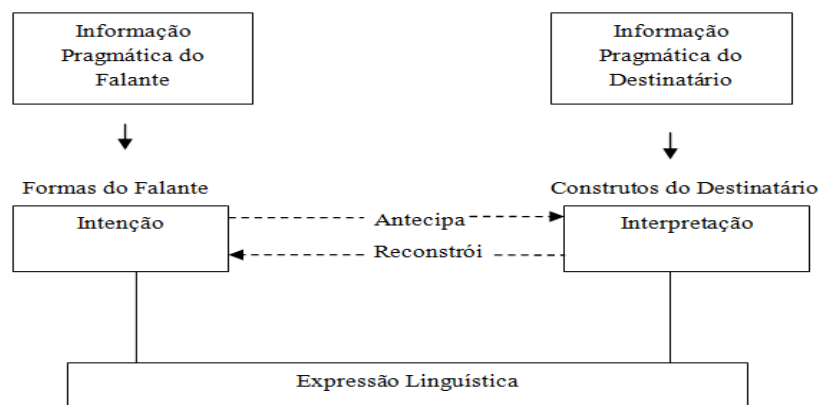 Informação
Pragmática do
Falante
Informação
Pragmática do
Destinatário
Formas do Falante
Construtos do Destinatário
Intenção
Antecipa
Interpretação
Reconstrói
Expressão Linguística